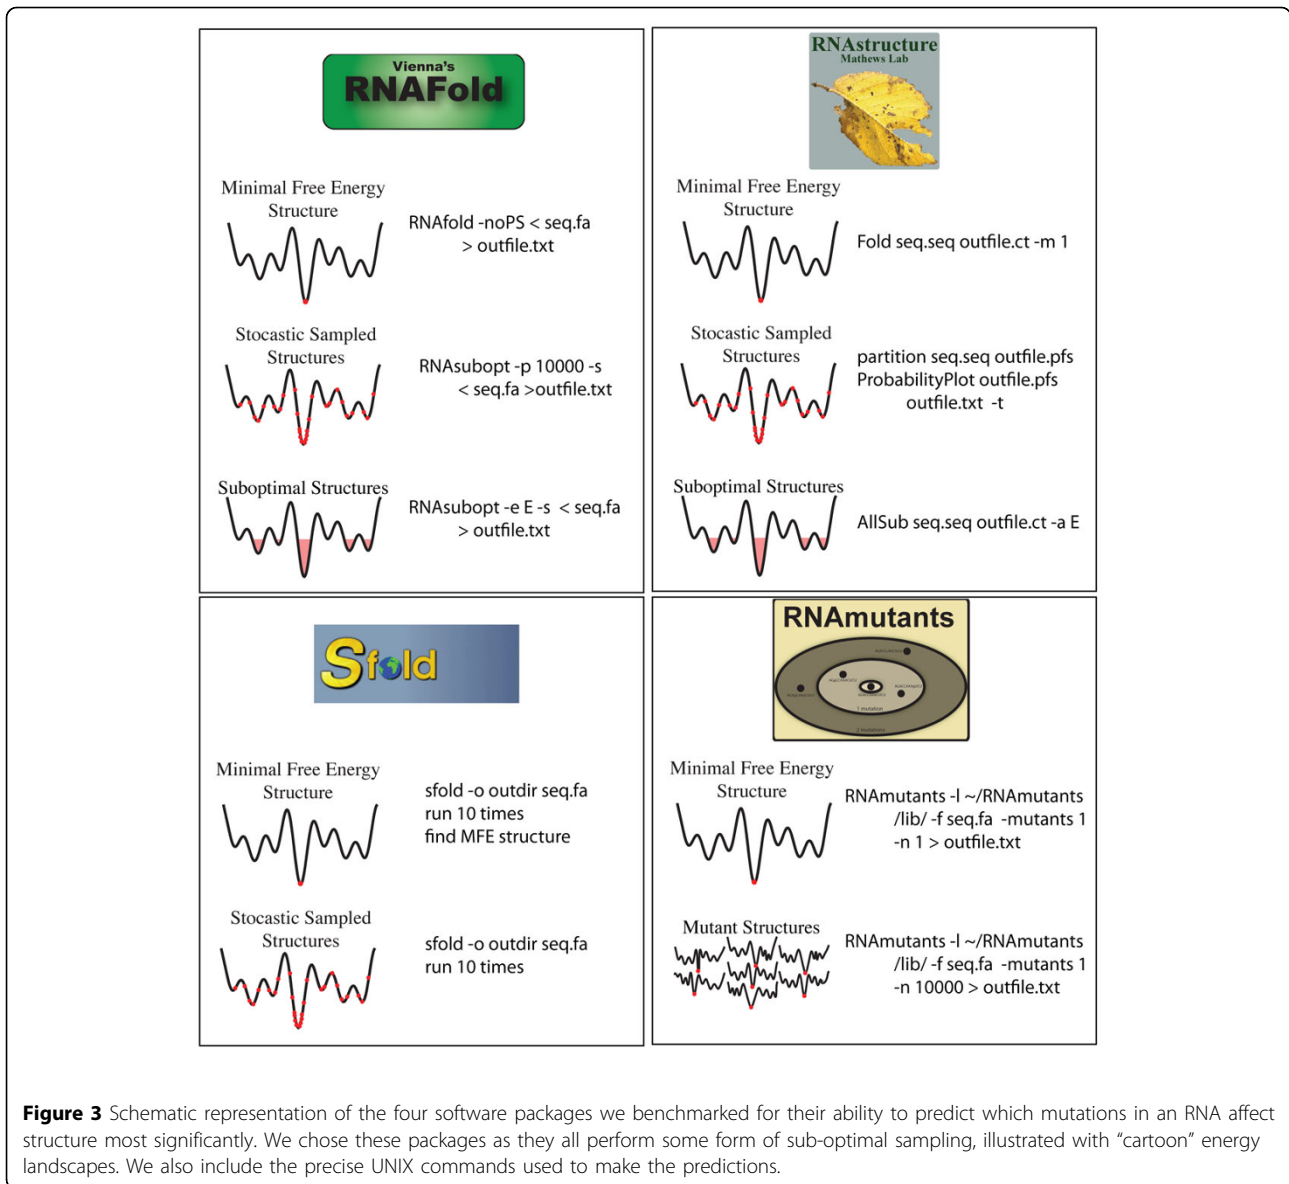 Vienna's
RNAFold
Minimal Free Energy
Structure
RNAfold -noPS < seq.fa
> outfile.txt
Stocastic Sampled
Structures
RNAsubopt -p 10000 -s
< seq.fa >outfile.txt
Suboptimal Structures
RNAsubopt -e E -s < seq.fa
> outfile.txt
RNAstructure
Mathews Lab
Minimal Free Energy
Structure
Fold seq.seq outfile.ct -m 1
Stocastic Sampled
Structures
partition seq.seq outfile.pfs
ProbabilityPlot outfile.pfs
outfile.txt -t
Suboptimal Structures
AllSub seq.seq outfile.ct -a E
Sfold
Minimal Free Energy
Structure
sfold -o outdir seq.fa
run 10 times
find MFE structure
Stocastic Sampled
Structures
sfold -o outdir seq.fa
run 10 times
RNAmutants
1 mutation
2 mutations
Minimal Free Energy
Structure
RNAmutants -l ~/RNAmutants
/lib/ -f seq.fa -mutants 1
-n 1 > outfile.txt
Mutant Structures
RNAmutants -l ~/RNAmutants
/lib/ -f seq.fa -mutants 1
-n 10000 > outfile.txt
Figure 3 Schematic representation of the four software packages we benchmarked for their ability to predict which mutations in an RNA affect
structure most significantly. We chose these packages as they all perform some form of sub-optimal sampling, illustrated with “cartoon” energy
landscapes. We also include the precise UNIX commands used to make the predictions.